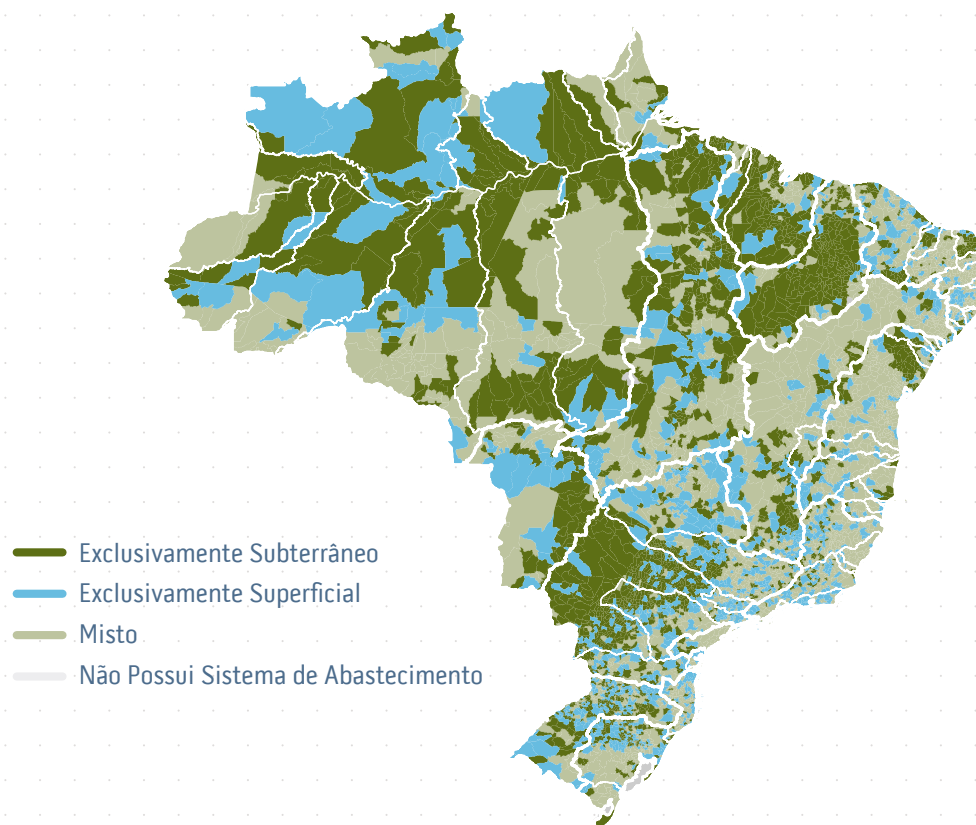 Exclusivamente Subterrâneo
Exclusivamente Superficial
Misto
Não Possui Sistema de Abastecimento